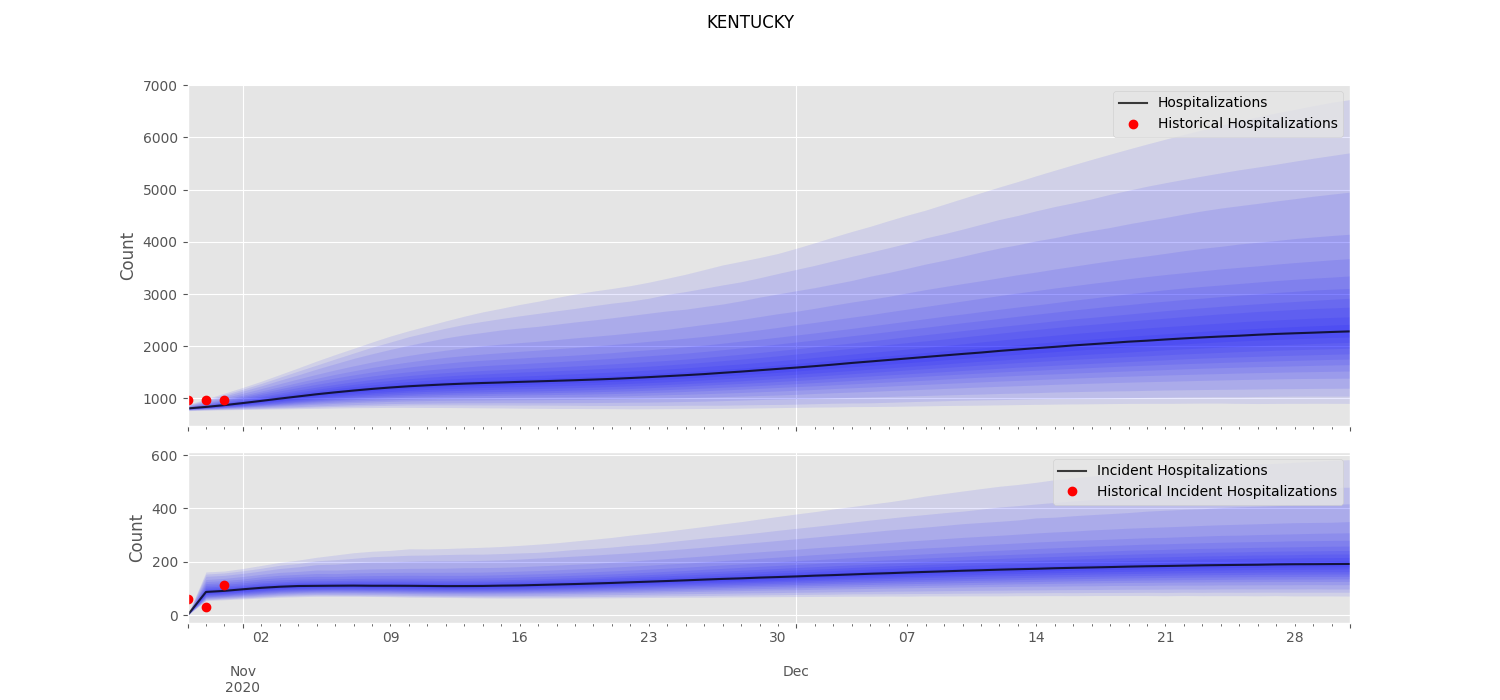 KENTUCKY
7000
6000
5000
4000
3000
2000
1000
Count
Hospitalizations
Historical Hospitalizations
600
400
200
0
Count
Incident Hospitalizations
Historical Incident Hospitalizations
02 09 16 23 30 07 14 21 28
Nov Dec
2020